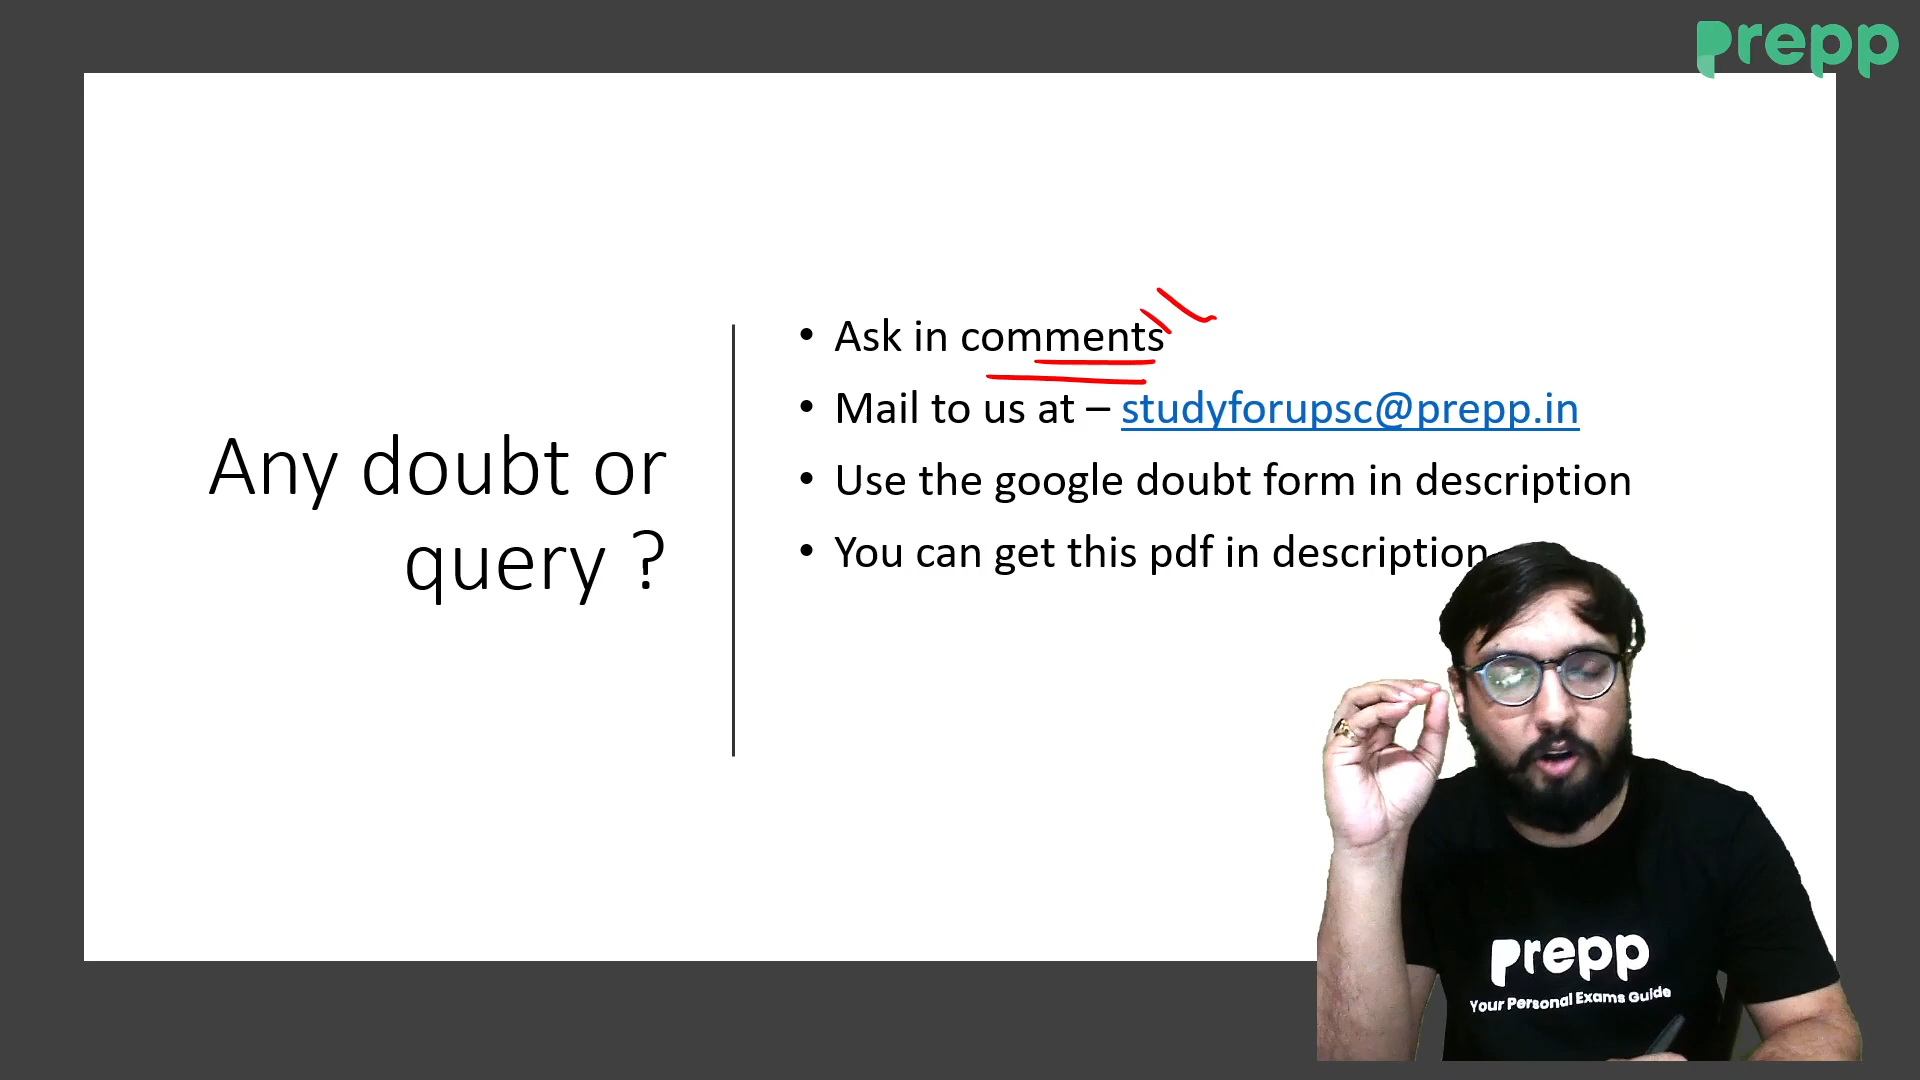 prepp
Any doubt or
query ?
• Ask in comments
• Mail to us at – studyforupsc@prepp.in
• Use the google doubt form in description
• You can get this pdf in description
prepp
Your Personal Exams Guide